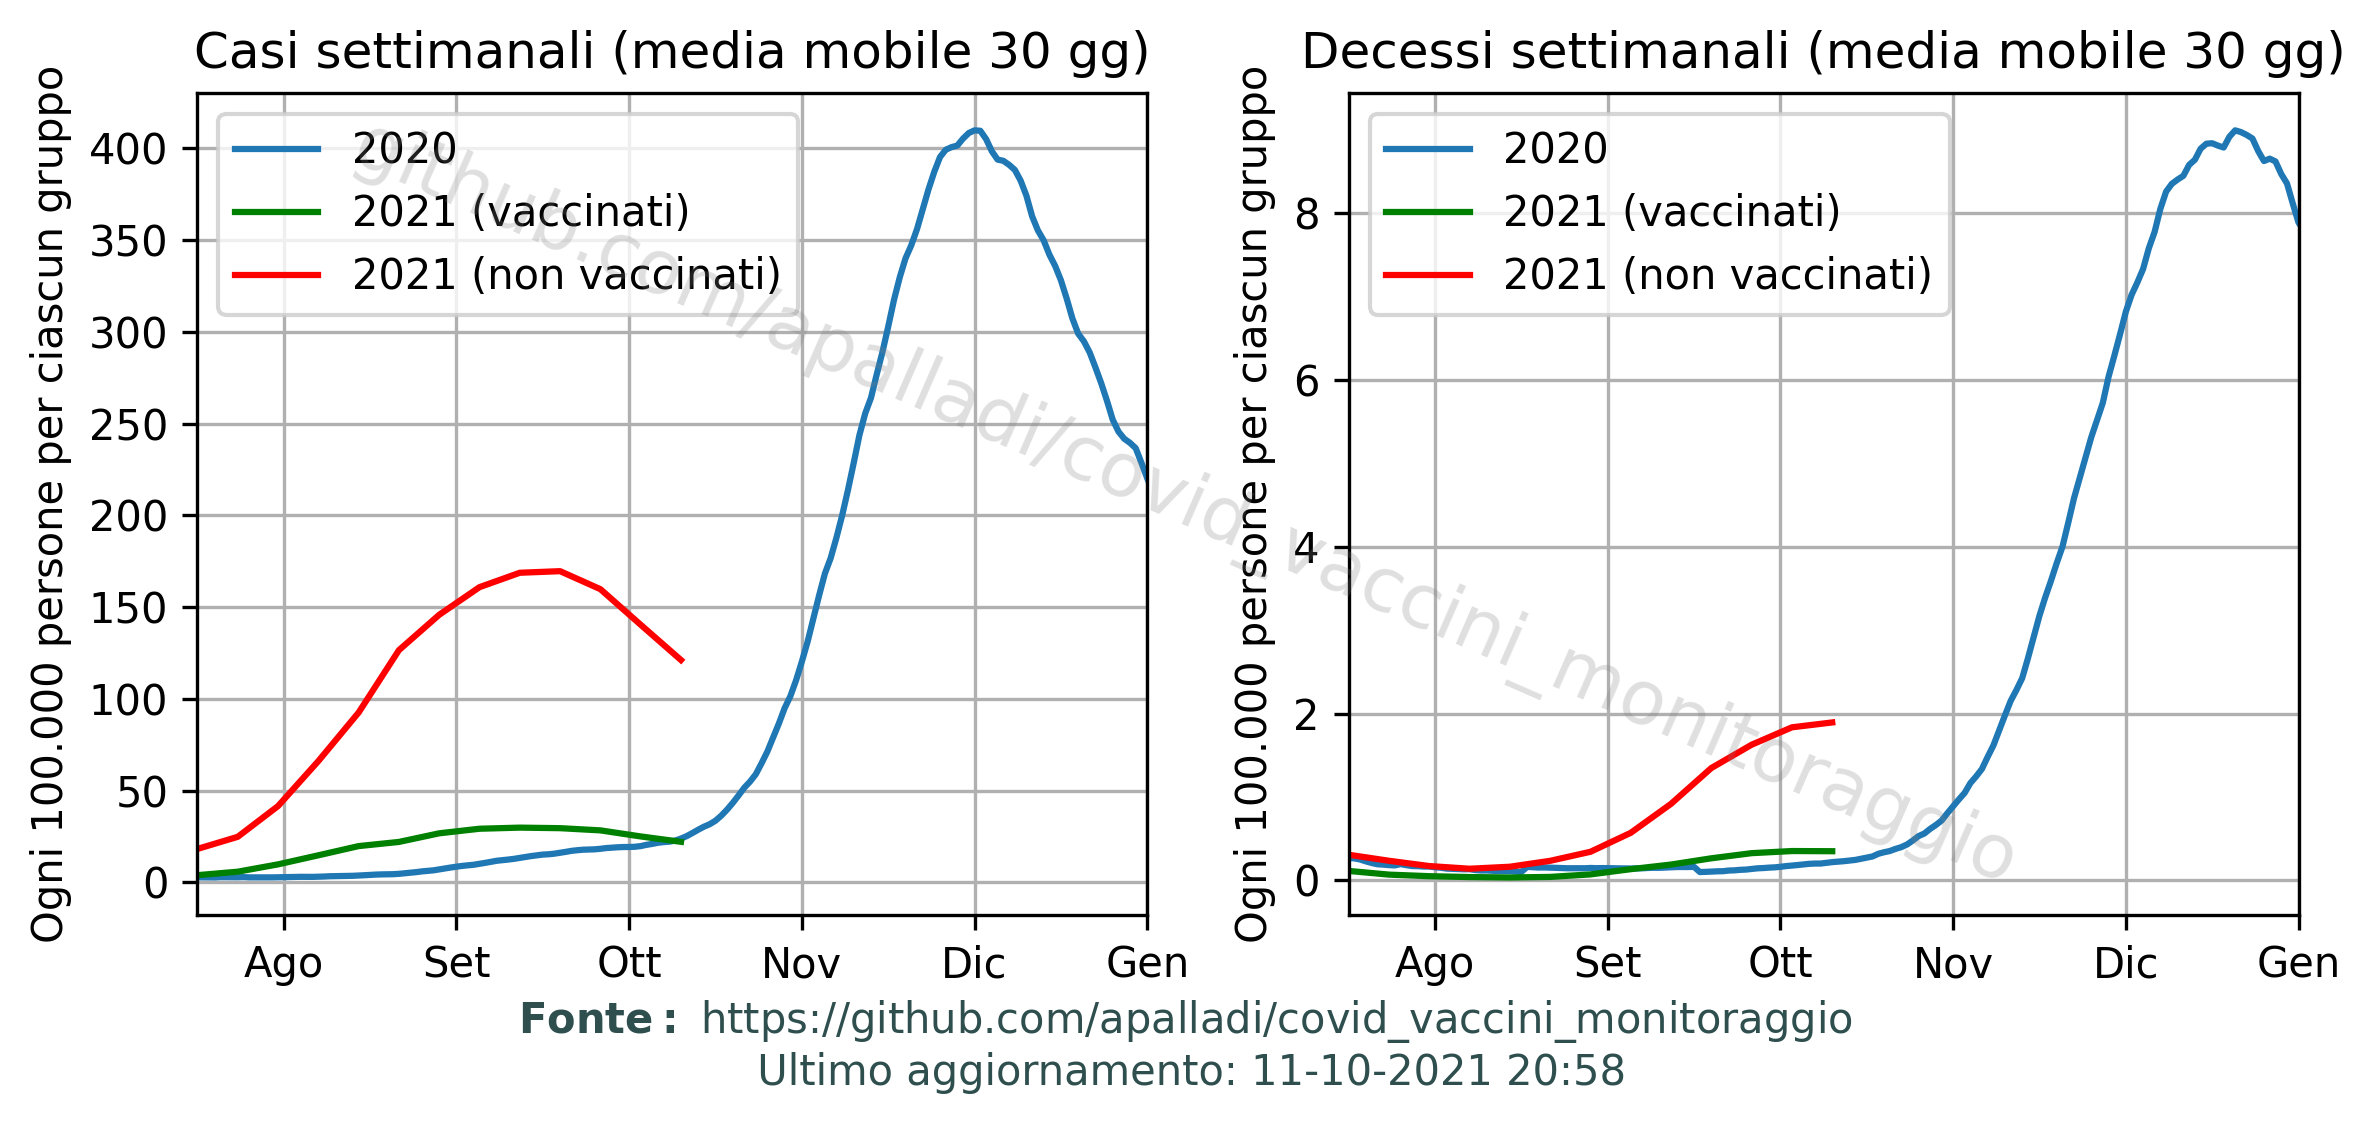 Casi settimanali (media mobile 30 gg)
Ogni 100.000 persone per ciascun gruppo
400
350
300
250
200
150
100
50
0
2020
2021 (vaccinati)
2021 (non vaccinati)
Ago Set Ott Nov Dic Gen
Decessi settimanali (media mobile 30 gg)
Ogni 100.000 persone per ciascun gruppo
8
6
4
2
0
2020
2021 (vaccinati)
2021 (non vaccinati)
Ago Set Ott Nov Dic Gen
github.com/apalladi/covid_vaccini_monitoraggio
Fonte: https://github.com/apalladi/covid_vaccini_monitoraggio
Ultimo aggiornamento: 11-10-2021 20:58